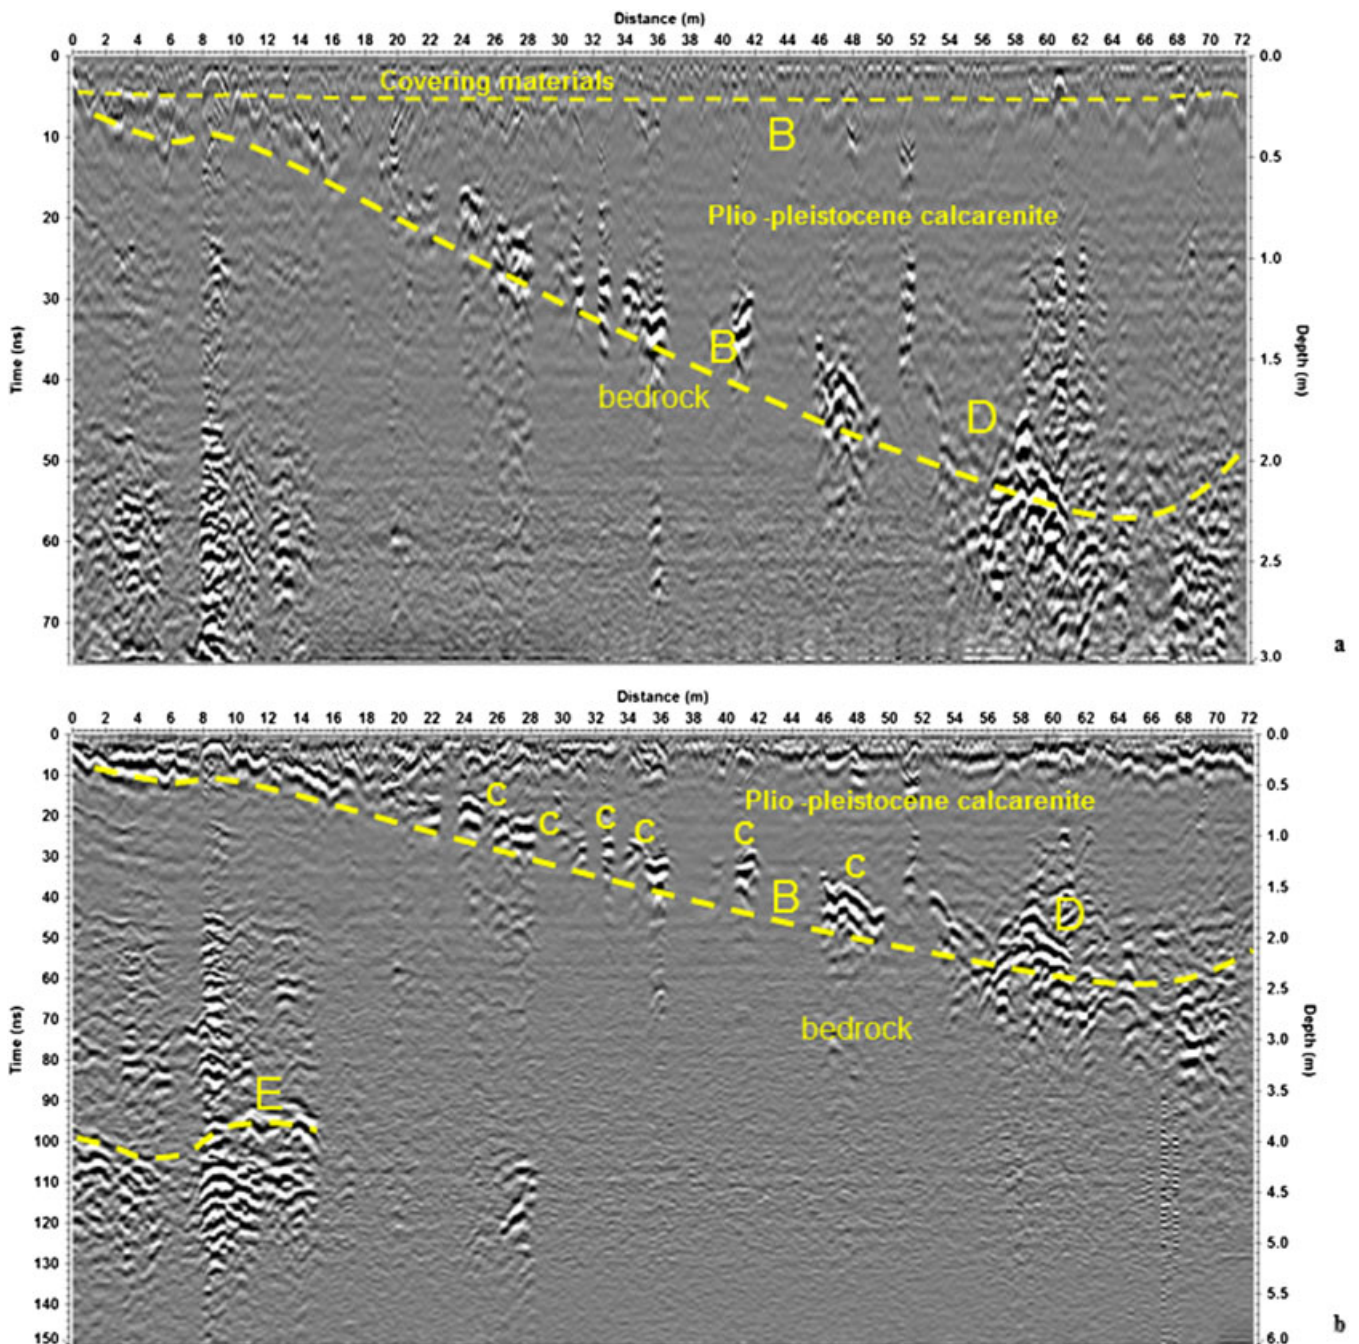 Distance (m)
0 2 4 6 8 10 12 14 16 18 20 22 24 26 28 30 32 34 36 38 40 42 44 46 48 50 52 54 56 58 60 62 64 66 68 70 72
0 0.0
Covering materials
B
10
0.5
Plio -pleistocene calcarenite
20
1.0
30
Time (ns)
B
1.5
Depth (m)
40
bedrock
D
50 2.0
60
2.5
70
3.0
a
Distance (m)
0 2 4 6 8 10 12 14 16 18 20 22 24 26 28 30 32 34 36 38 40 42 44 46 48 50 52 54 56 58 60 62 64 66 68 70 72
0 0.0
10
0.5
C
Plio -pleistocene calcarenite
20
C C C C
1.0
30
C
1.5
40
B
D
50 2.0
60
2.5
70
bedrock
Time (ns)
3.0
Depth (m)
80
3.5
90
E
100 4.0
110
4.5
120
5.0
130
5.5
140
150 6.0
b